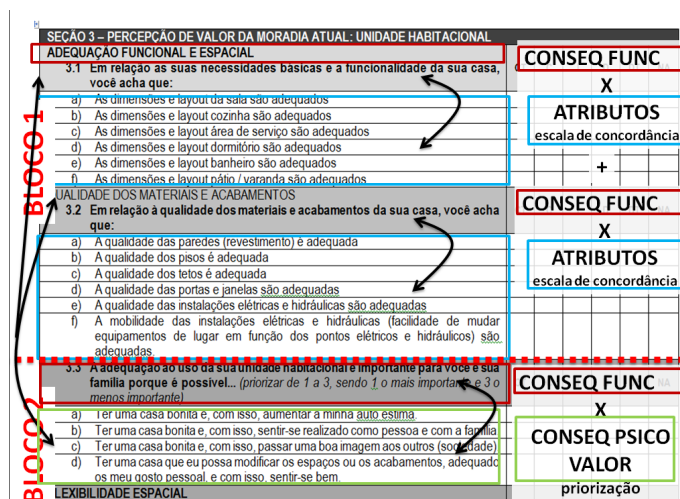 SEÇÃO 3 – PERCEPÇÃO DE VALOR DA MORADIA ATUAL: UNIDADE HABITACIONAL
ADEQUAÇÃO FUNCIONAL E ESPACIAL
3.1 Em relação as suas necessidades básicas e a funcionalidade da sua casa,
você acha que:
a) As dimensões e layout da sala são adequados
b) As dimensões e layout cozinha são adequados
c) As dimensões e layout área de serviço são adequados
d) As dimensões e layout dormitório são adequados
e) As dimensões e layout banheiro são adequados
f) As dimensões e layout pátio / varanda são adequados
UALIDADE DOS MATERIAIS E ACABAMENTOS
3.2 Em relação à qualidade dos materiais e acabamentos da sua casa, você acha
que:
a) A qualidade das paredes (revestimento) é adequada
b) A qualidade dos pisos é adequada
c) A qualidade dos tetos é adequada
d) A qualidade das portas e janelas são adequadas
e) A qualidade das instalações elétricas e hidráulicas são adequadas
f) A mobilidade das instalações elétricas e hidráulicas (facilidade de mudar
equipamentos de lugar em função dos pontos elétricos e hidráulicos) são
adequadas.
3.3 A adequação ao uso da sua unidade habitacional é importante para você e sua
família porque é possível... (priorizar de 1 a 3, sendo 1 o mais importante e 3 o
menos importante)
a) Ter uma casa bonita e, com isso, aumentar a minha auto estima.
b) Ter uma casa bonita e, com isso, sentir-se realizado como pessoa e com a família
c) Ter uma casa bonita e, com isso, passar uma boa imagem aos outros (sociedade)
d) Ter uma casa que eu possa modificar os espaços ou os acabamentos, adequado
os meu gosto pessoal, e com isso, sentir-se bem.
LEXIBILIDADE ESPACIAL
BLOCO 1
BLOCO 2
CONSEQ FUNC
X
ATRIBUTOS
escala de concordância
+
CONSEQ FUNC
NA
X
ATRIBUTOS
escala de concordância
CONSEQ FUNC
X
CONSEQ PSICO
VALOR
priorização